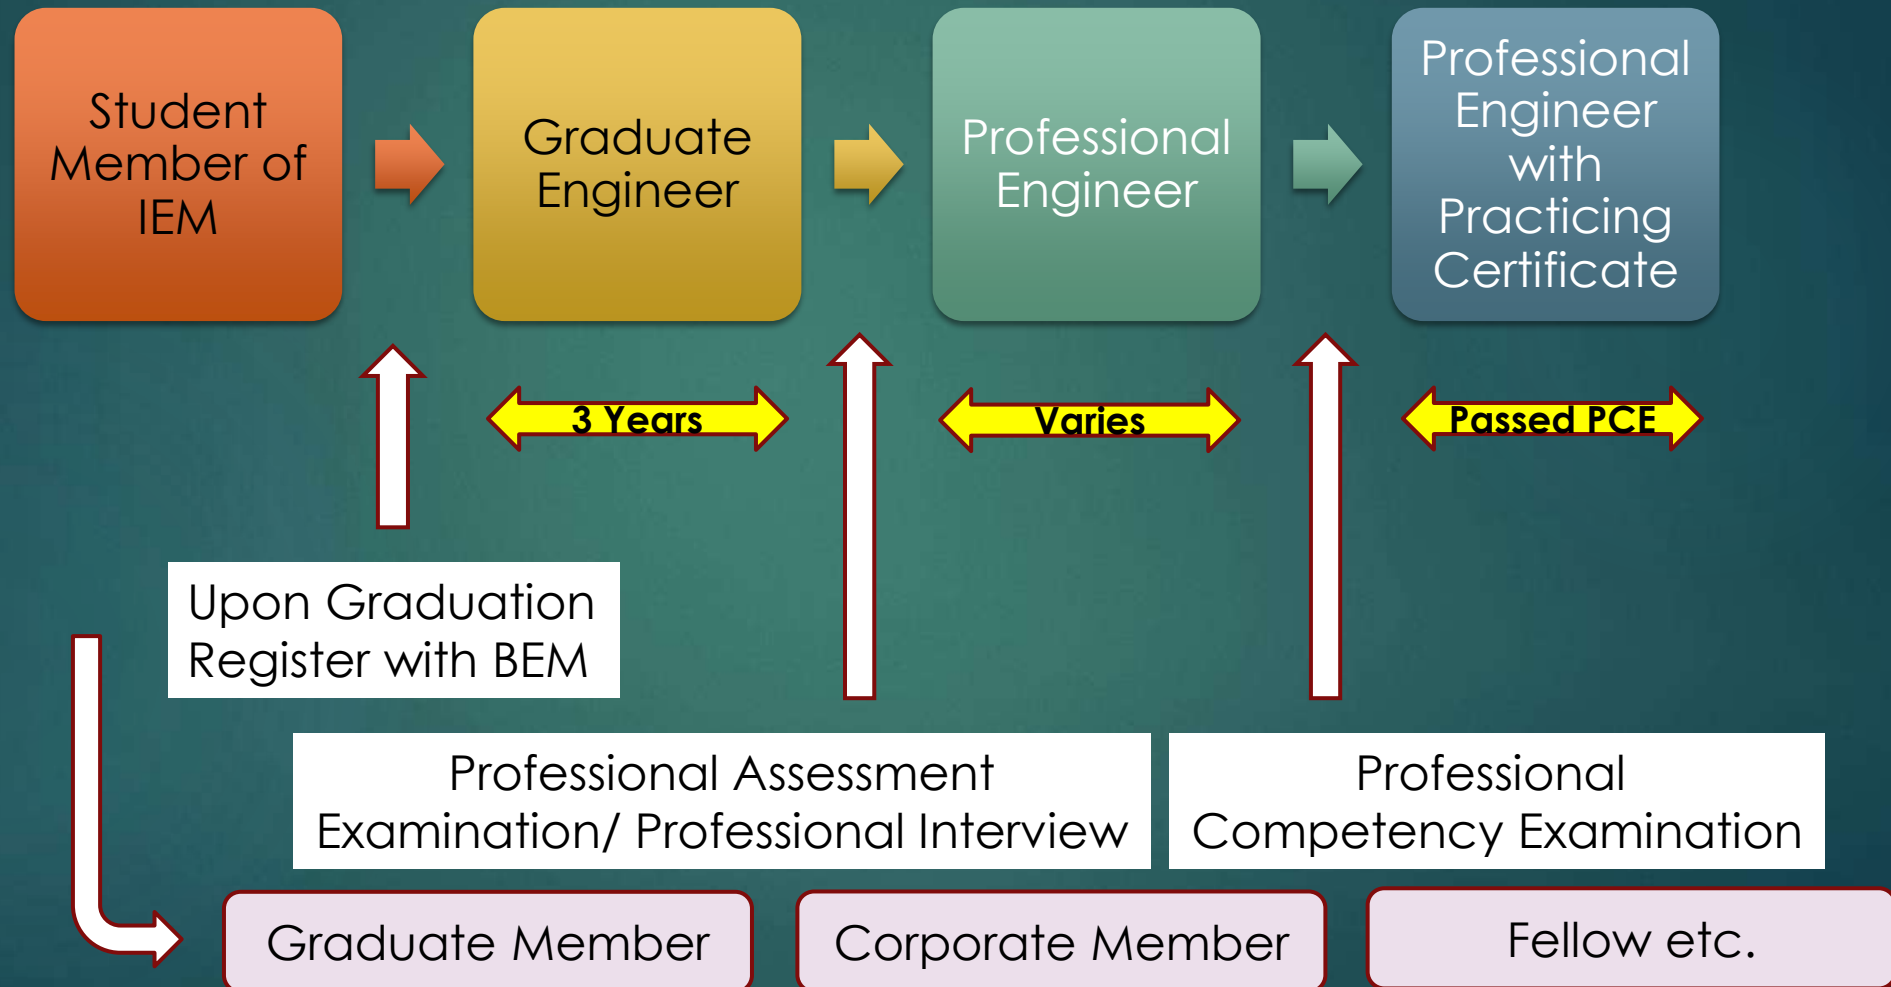 Student
Member of
IEM
Graduate
Engineer
Professional
Engineer
Professional
Engineer
with
Practicing
Certificate
3 Years
Varies
Passed PCE
Upon Graduation
Register with BEM
Professional Assessment
Examination/ Professional Interview
Professional
Competency Examination
Graduate Member
Corporate Member
Fellow etc.